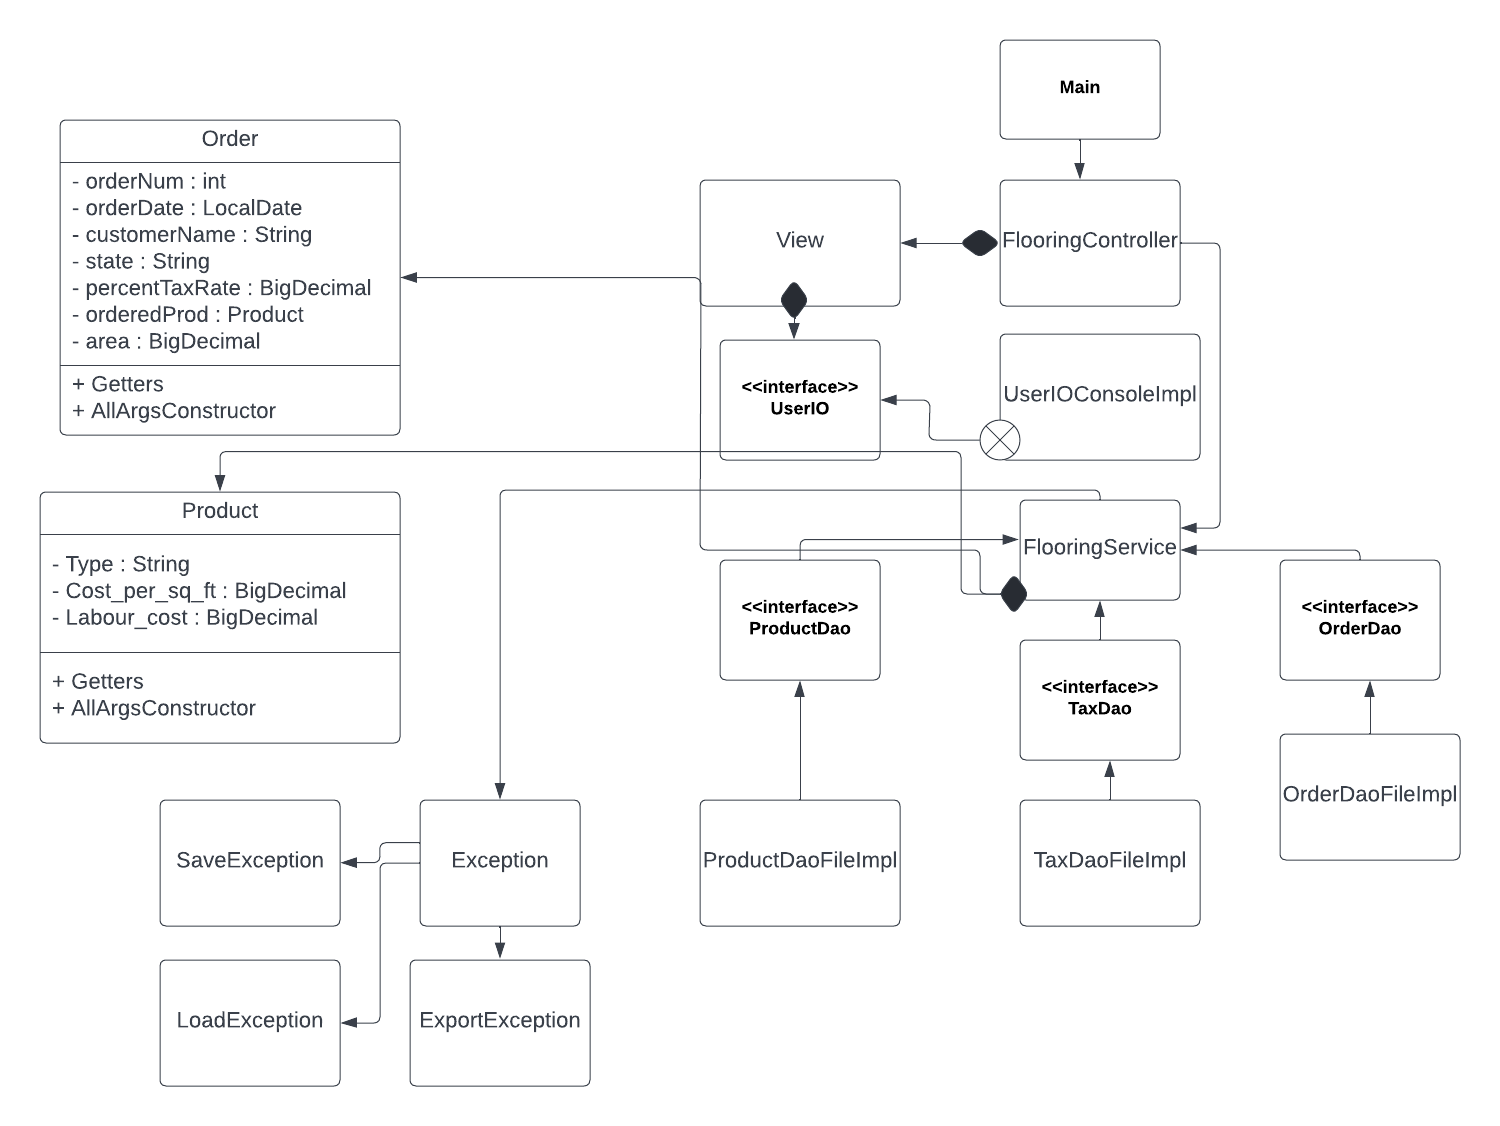 Main
Order
- orderNum : int
- orderDate : LocalDate
- customerName : String
- state : String
- percentTaxRate : BigDecimal
- orderedProd : Product
- area : BigDecimal
+ Getters
+ AllArgsConstructor
View
FlooringController
<<interface>>
UserIO
UserIOConsoleImpl
Product
- Type : String
- Cost_per_sq_ft : BigDecimal
- Labour_cost : BigDecimal
+ Getters
+ AllArgsConstructor
FlooringService
<<interface>>
ProductDao
<<interface>>
TaxDao
<<interface>>
OrderDao
OrderDaoFileImpl
SaveException
Exception
ProductDaoFileImpl
TaxDaoFileImpl
LoadException
ExportException